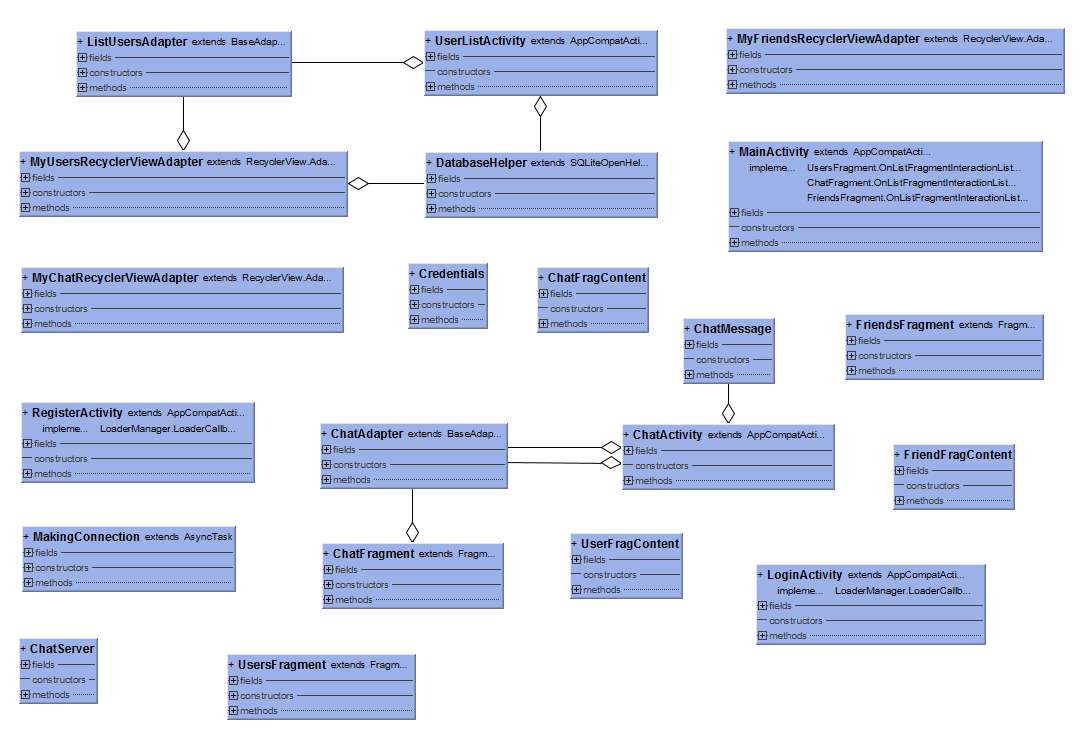 + ListUsersAdapter extends BaseAdap...
fields
constructors
methods
+ UserListActivity extends AppCompatActi...
fields
constructors
methods
+ MyFriendsRecyclerViewAdapter extends RecyclerView.Ada...
fields
constructors
methods
+ MyUsersRecyclerViewAdapter extends RecyclerView.Ada...
fields
constructors
methods
+ DatabaseHelper extends SQLiteOpenHel...
fields
constructors
methods
+ MainActivity extends AppCompatActi...
impleme... UsersFragment.OnListFragmentInteractionList...
ChatFragment.OnListFragmentInteractionList...
FriendsFragment.OnListFragmentInteractionList...
fields
constructors
methods
+ MyChatRecyclerViewAdapter extends RecyclerView.Ada...
fields
constructors
methods
+ Credentials
fields
constructors
methods
+ ChatFragContent
fields
constructors
methods
+ ChatMessage
fields
constructors
methods
+ FriendsFragment extends Fragm...
fields
constructors
methods
+ RegisterActivity extends AppCompatActi...
impleme... LoaderManager.LoaderCallb...
fields
constructors
methods
+ ChatAdapter extends BaseAdap...
fields
constructors
methods
+ ChatActivity extends AppCompatActi...
fields
constructors
methods
+ FriendFragContent
fields
constructors
methods
+ MakingConnection extends AsyncTask
fields
constructors
methods
+ ChatFragment extends Fragm...
fields
constructors
methods
+ UserFragContent
fields
constructors
methods
+ LoginActivity extends AppCompatActi...
impleme... LoaderManager.LoaderCallb...
fields
constructors
methods
+ ChatServer
fields
constructors
methods
+ UsersFragment extends Fragm...
fields
constructors
methods